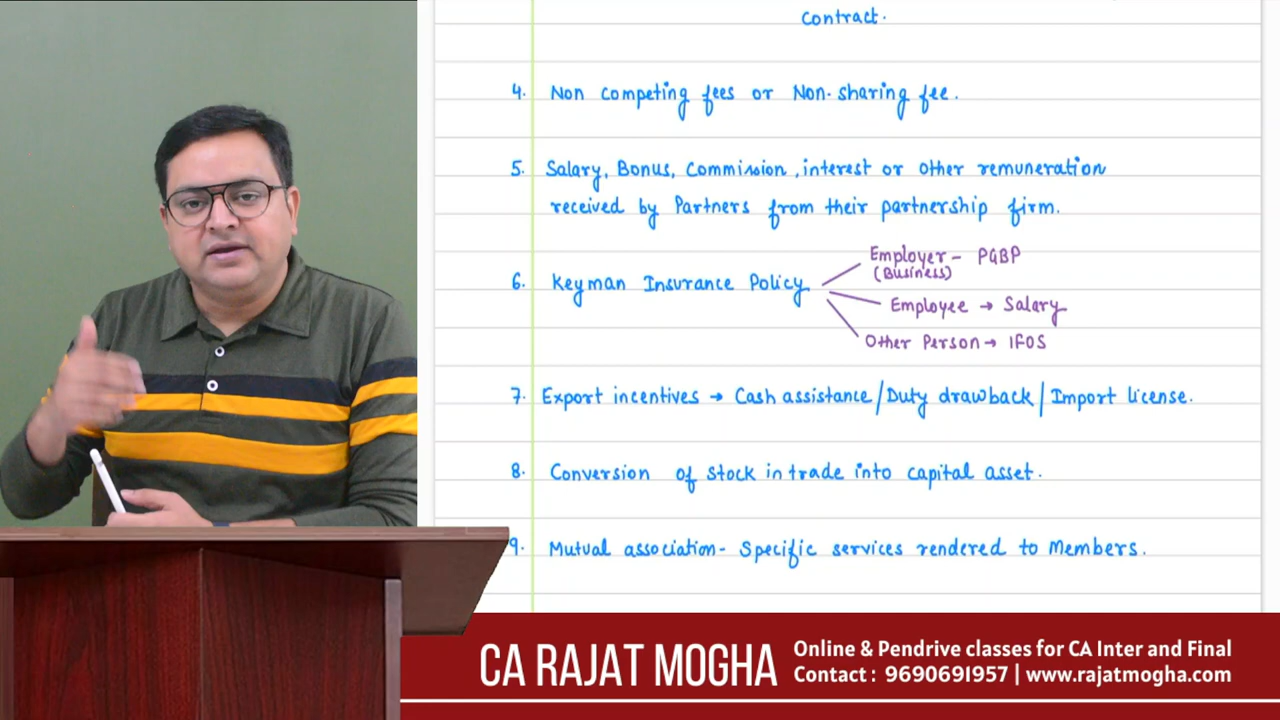 contract.
4. Non competing fees or Non-sharing fee.
5. Salary, Bonus, Commission, interest or other remuneration
received by Partners from their partnership firm.
6. Keyman Insurance Policy
Employer - PGBP
(Business)
Employee → Salary
Other Person → IFOS
7. Export incentives → Cash assistance/Duty drawback/Import license.
8. Conversion of stock in trade into capital asset.
9. Mutual association - Specific services rendered to Members.
CA RAJAT MOGHA
Online & Pendrive classes for CA Inter and Final
Contact : 9690691957 | www.rajatmogha.com